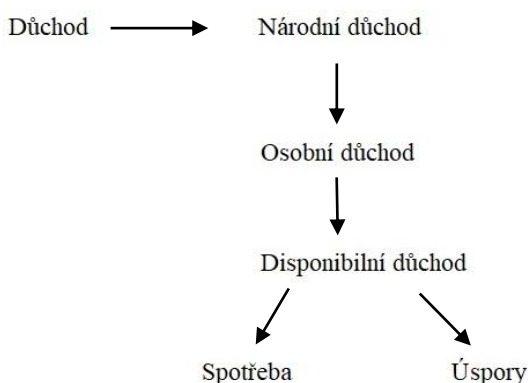 Důchod Národní důchod
Osobní důchod
Disponibilní důchod
Spotřeba Úspory